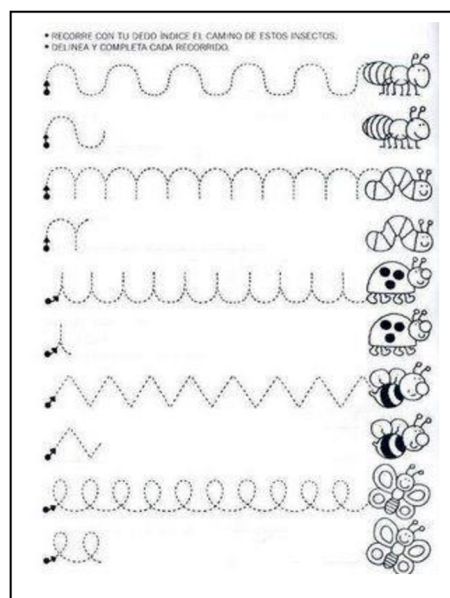 • RECORRE CON TU DEDO ÍNDICE EL CAMINO DE ESTOS INSECTOS.
• DELINEA Y COMPLETA CADA RECORRIDO.